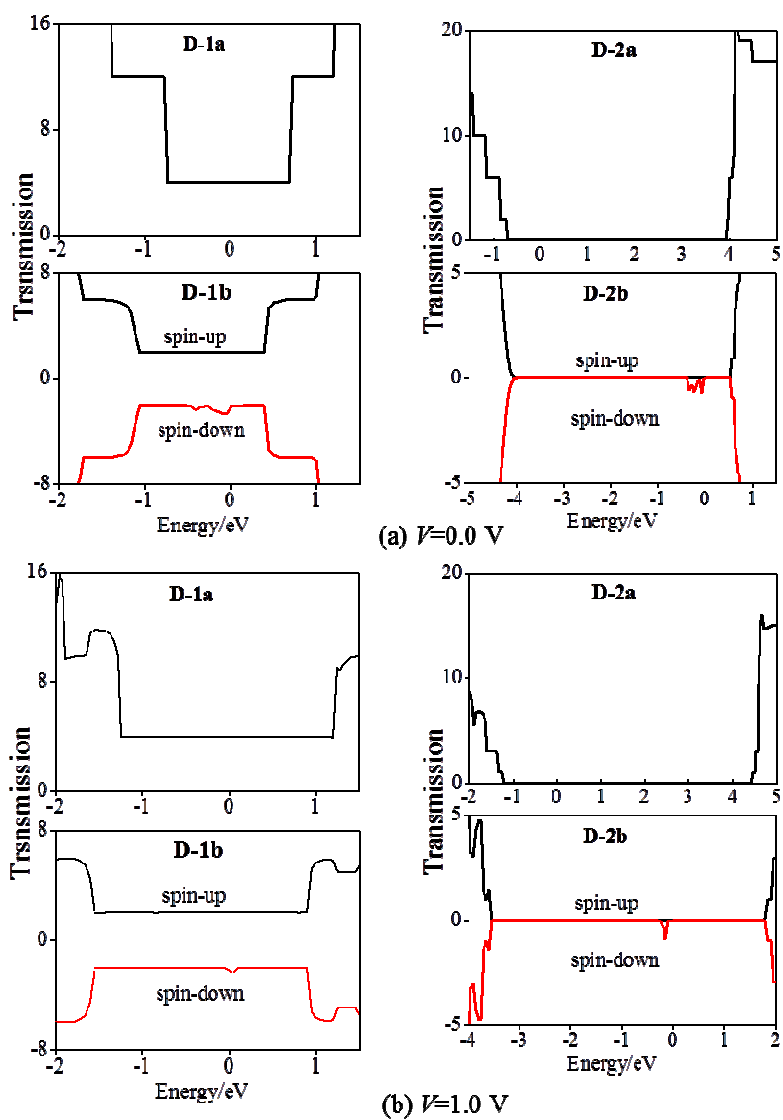 D-1a
16
8
0
-2 -1 0 1
D-2a
20
10
0
-1 0 1 2 3 4 5
Trsnsmission
Transmission
D-1b
spin-up
spin-down
8
0
-8
-2 -1 0 1
Energy/eV
D-2b
spin-up
spin-down
5
0
-5
-5 -4 -3 -2 -1 0 1
Energy/eV
(a) V=0.0 V
D-1a
16
8
0
-2 -1 0 1
D-2a
20
10
0
-2 -1 0 1 2 3 4 5
Trsnsmission
Transmission
D-1b
spin-up
spin-down
8
0
-8
-2 -1 0 1
Energy/eV
D-2b
spin-up
spin-down
5
0
-5
-4 -3 -2 -1 0 1 2
Energy/eV
(b) V=1.0 V